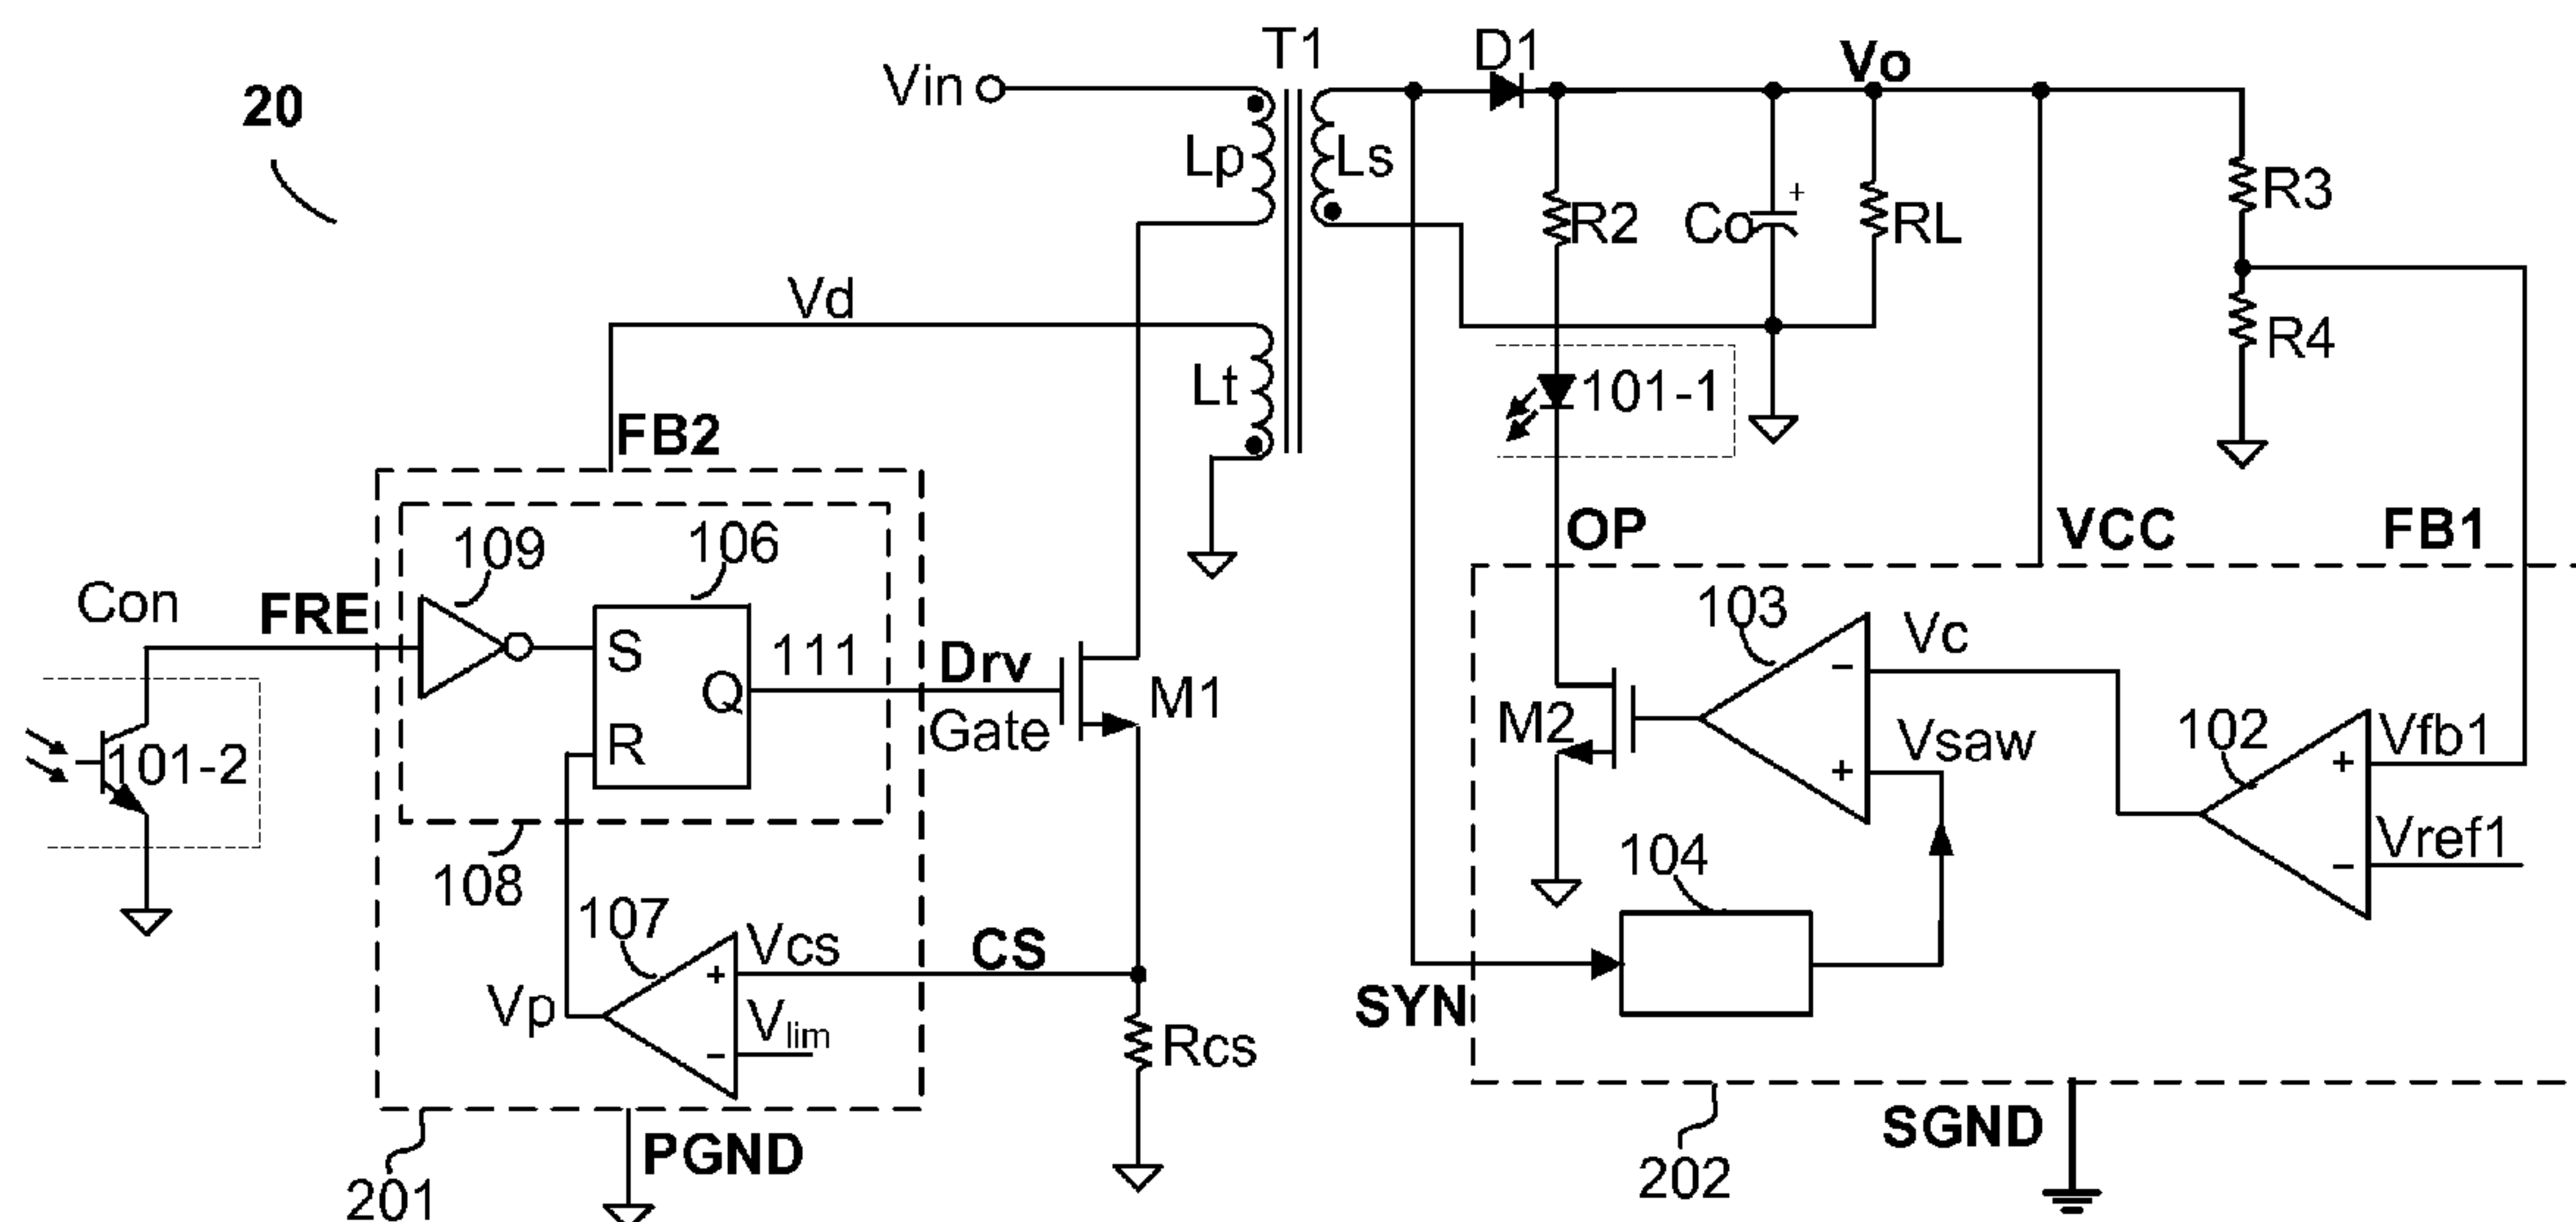 20
Vin
T1
D1
Vo
Lp
Ls
R2
Co
+
RL
R3
R4
Vd
Lt
101-1
FB2
OP
VCC
FB1
109
106
Con
FRE
S
R
Q
111
Drv
Gate
M1
101-2
108
107
Vcs
CS
Vp
+
Vlim
−
Rcs
PGND
201
103
Vc
−
M2
Vsaw
+
102
Vfb1
+
Vref1
−
104
SYN
SGND
202